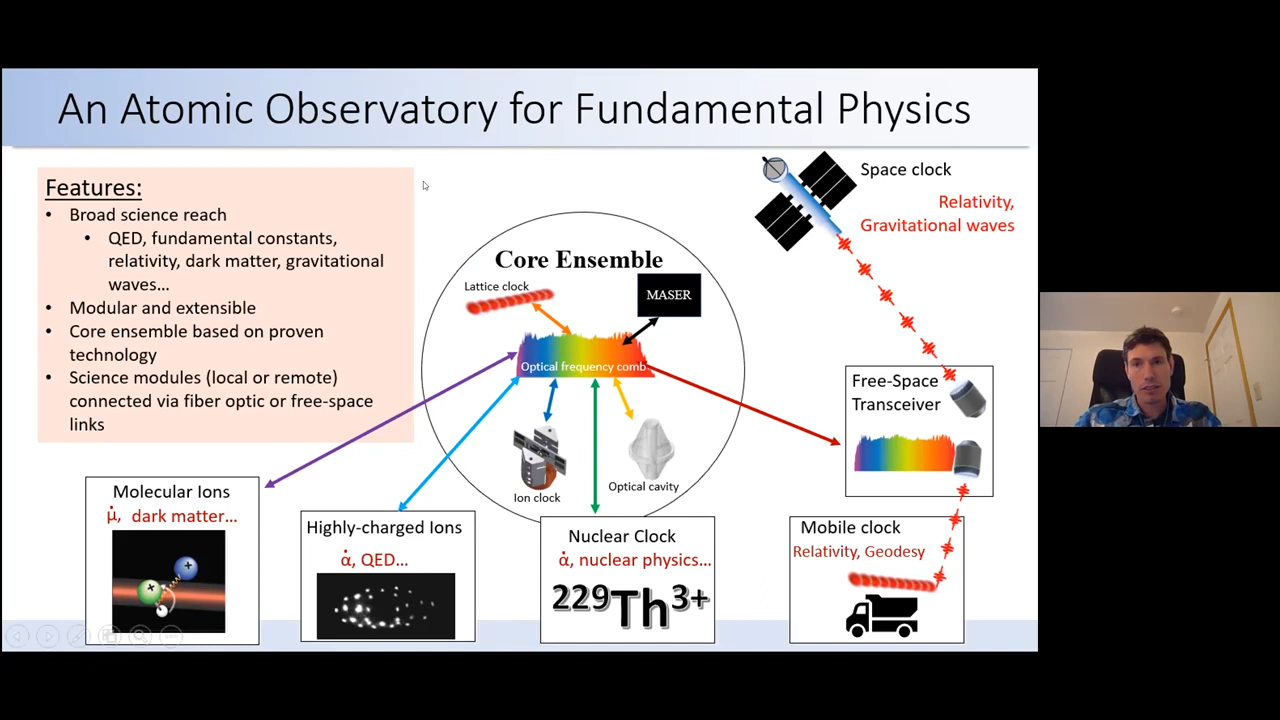 An Atomic Observatory for Fundamental Physics
Features:
• Broad science reach
• QED, fundamental constants,
relativity, dark matter, gravitational
waves…
• Modular and extensible
• Core ensemble based on proven
technology
• Science modules (local or remote)
connected via fiber optic or free-space
links
Core Ensemble
Lattice clock
MASER
Optical frequency comb
Ion clock
Optical cavity
Space clock
Relativity,
Gravitational waves
Free-Space
Transceiver
Molecular Ions
μ̇, dark matter…
Highly-charged Ions
α̇, QED…
Nuclear Clock
α̇, nuclear physics…
229Th3+
Mobile clock
Relativity, Geodesy